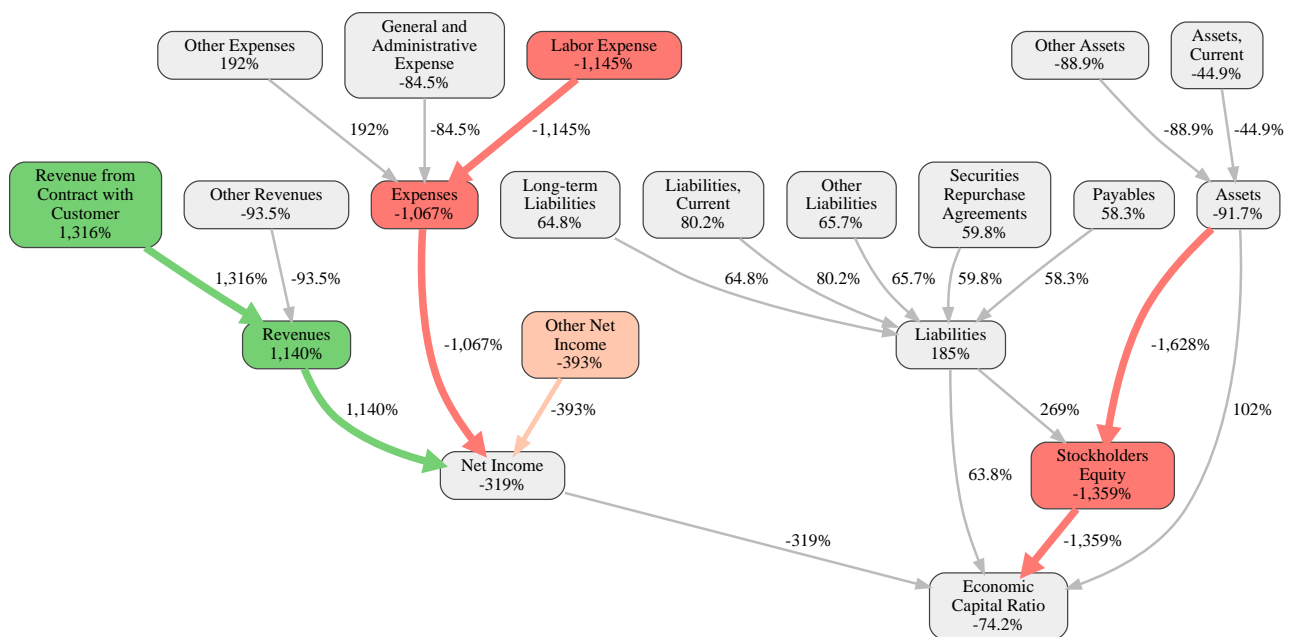 Other Expenses
192%
General and
Administrative
Expense
-84.5%
Labor Expense
-1,145%
Other Assets
-88.9%
Assets,
Current
-44.9%
192%
-84.5%
-1,145%
-88.9%
-44.9%
Revenue from
Contract with
Customer
1,316%
Other Revenues
-93.5%
Expenses
-1,067%
Long-term
Liabilities
64.8%
Liabilities,
Current
80.2%
Other
Liabilities
65.7%
Securities
Repurchase
Agreements
59.8%
Payables
58.3%
Assets
-91.7%
1,316%
-93.5%
64.8%
80.2%
65.7%
59.8%
58.3%
Revenues
1,140%
-1,067%
Other Net
Income
-393%
Liabilities
185%
-1,628%
1,140%
-393%
269%
102%
Net Income
-319%
63.8%
Stockholders
Equity
-1,359%
-319%
-1,359%
Economic
Capital Ratio
-74.2%